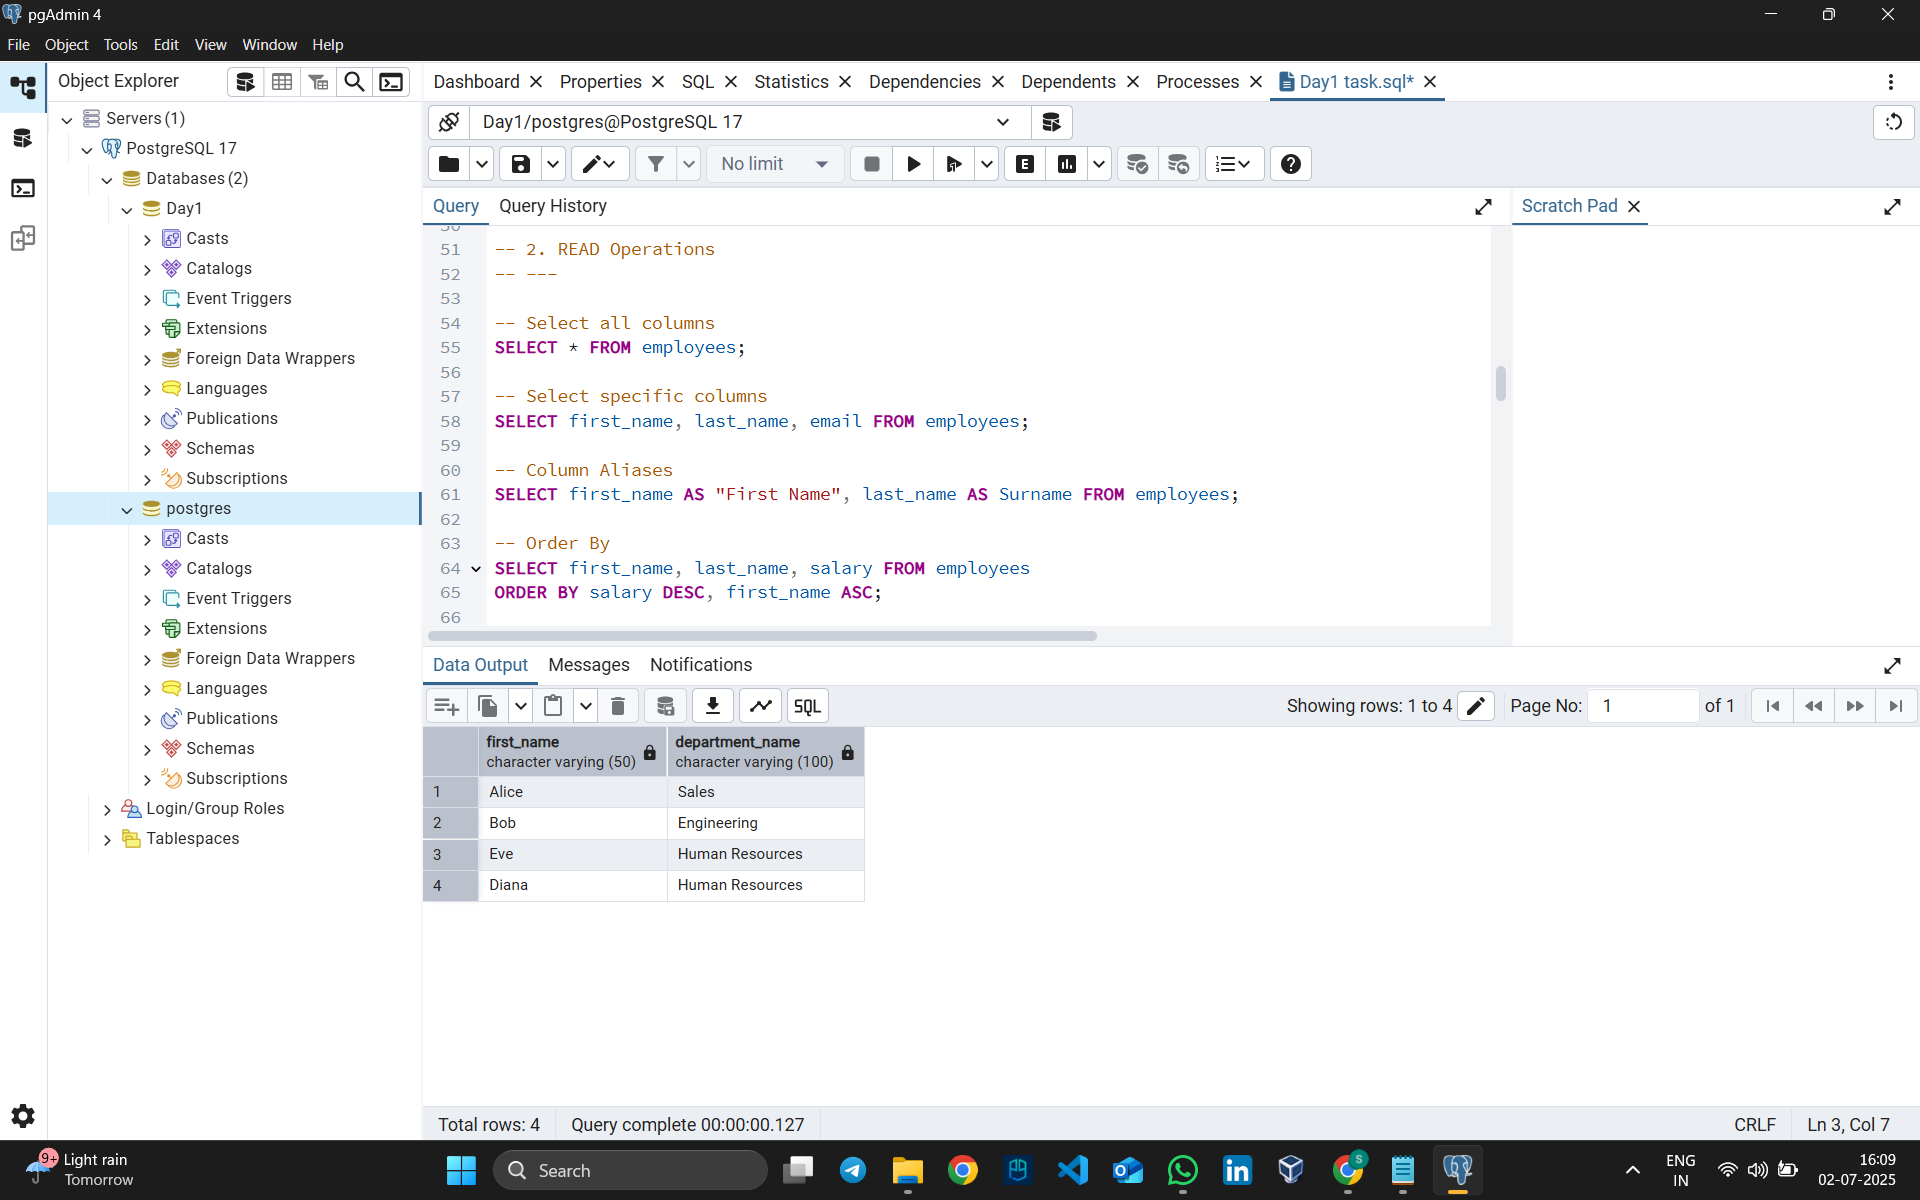 pgAdmin 4
File Object Tools Edit View Window Help
Object Explorer
Servers (1)
PostgreSQL 17
Databases (2)
Day1
Casts
Catalogs
Event Triggers
Extensions
Foreign Data Wrappers
Languages
Publications
Schemas
Subscriptions
postgres
Casts
Catalogs
Event Triggers
Extensions
Foreign Data Wrappers
Languages
Publications
Schemas
Subscriptions
Login/Group Roles
Tablespaces
Dashboard Properties SQL Statistics Dependencies Dependents Processes Day1 task.sql*
Day1/postgres@PostgreSQL 17
No limit
E
Query Query History
Scratch Pad
51 -- 2. READ Operations
52 -- ---
53
54 -- Select all columns
55 SELECT * FROM employees;
56
57 -- Select specific columns
58 SELECT first_name, last_name, email FROM employees;
59
60 -- Column Aliases
61 SELECT first_name AS "First Name", last_name AS Surname FROM employees;
62
63 -- Order By
64 SELECT first_name, last_name, salary FROM employees
65 ORDER BY salary DESC, first_name ASC;
66
Data Output Messages Notifications
SQL
Showing rows: 1 to 4
Page No: 1 of 1
first_name department_name
character varying (50) character varying (100)
1 Alice Sales
2 Bob Engineering
3 Eve Human Resources
4 Diana Human Resources
Total rows: 4 Query complete 00:00:00.127
CRLF Ln 3, Col 7
9+
Light rain
Tomorrow
Search
S
ENG
IN
16:09
02-07-2025